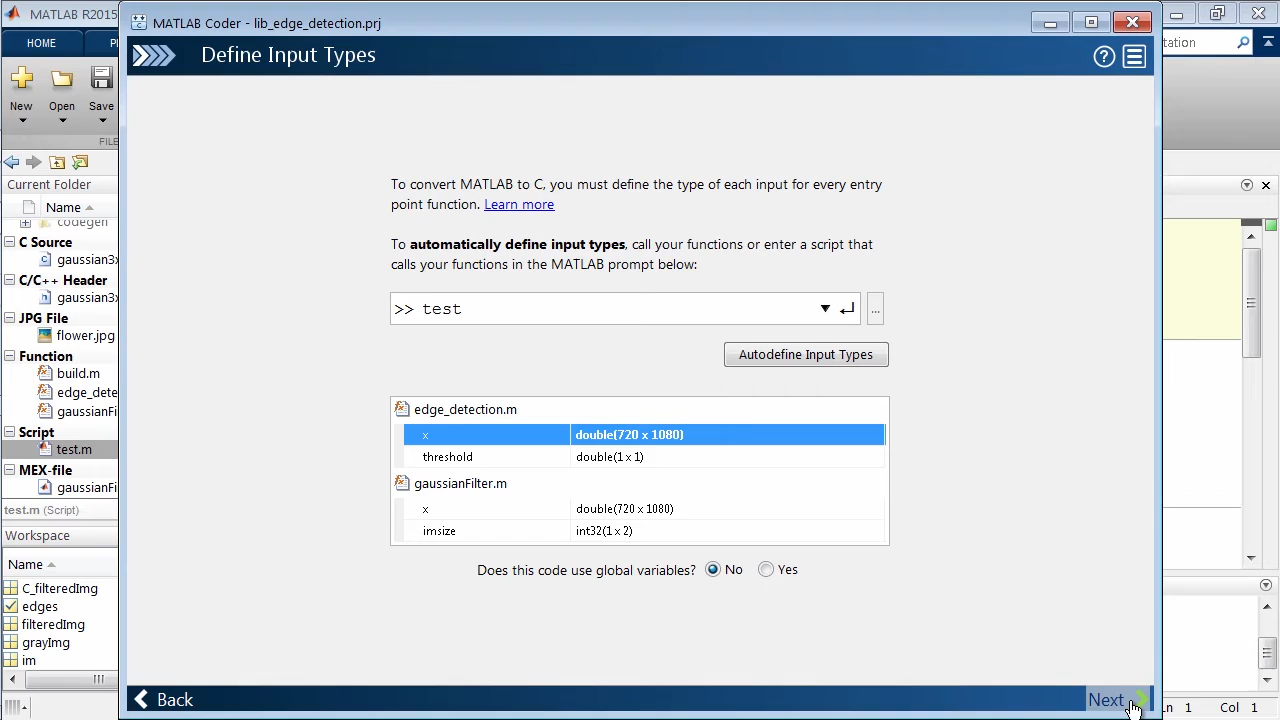 MATLAB R2015
MATLAB Coder - lib_edge_detection.prj
HOME
Define Input Types
New
Open
Save
FILE
Current Folder
Name
codegen
C Source
gaussian3x
C/C++ Header
gaussian3x
JPG File
flower.jpg
Function
build.m
edge_dete
gaussianFi
Script
test.m
MEX-file
gaussianFi
test.m (Script)
Workspace
Name
C_filteredImg
edges
filteredImg
grayImg
im
To convert MATLAB to C, you must define the type of each input for every entry
point function. Learn more
To automatically define input types, call your functions or enter a script that
calls your functions in the MATLAB prompt below:
>> test
...
Autodefine Input Types
edge_detection.m
x double(720 x 1080)
threshold double(1 x 1)
gaussianFilter.m
x double(720 x 1080)
imsize int32(1 x 2)
Does this code use global variables? No Yes
Back
Next
tation
Ln 1 Col 1